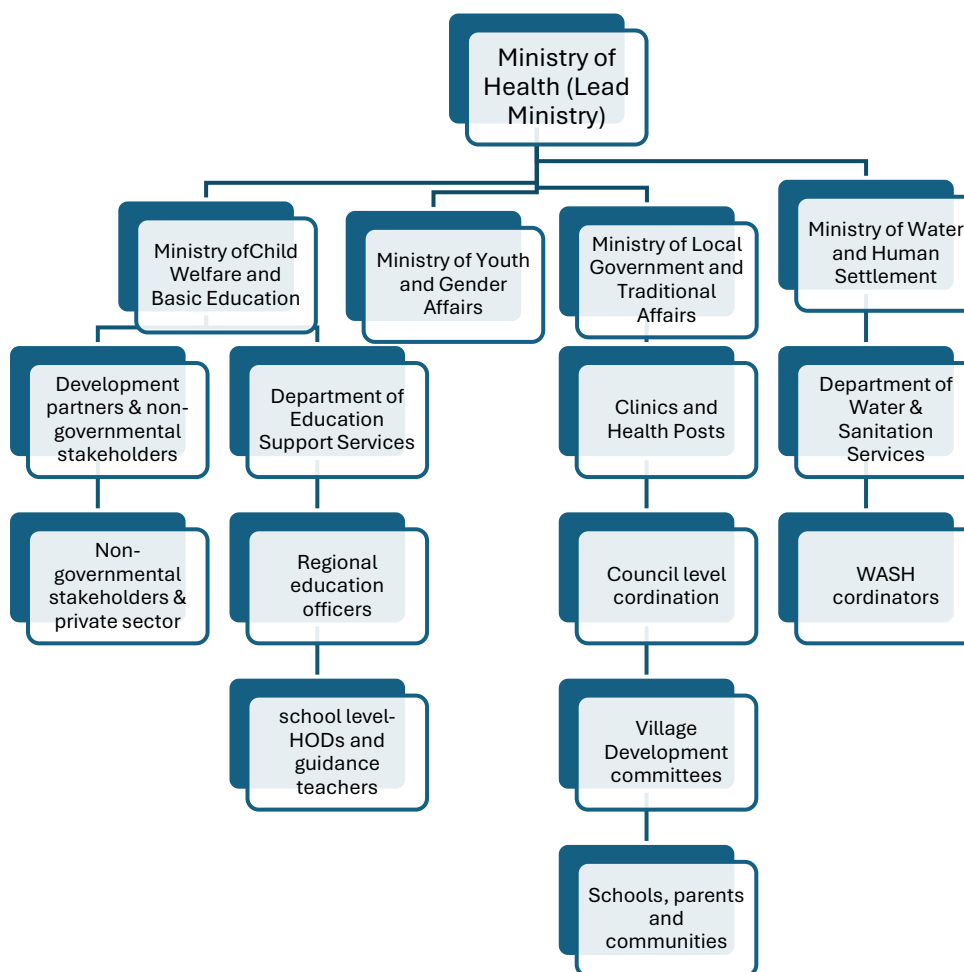 Ministry of
Health (Lead
Ministry)
Ministry ofChild
Welfare and
Basic Education
Ministry of Youth
and Gender
Affairs
Ministry of Local
Government and
Traditional
Affairs
Ministry of Water
and Human
Settlement
Development
partners & non-
governmental
stakeholders
Department of
Education
Support Services
Clinics and
Health Posts
Department of
Water &
Sanitation
Services
Non-
governmental
stakeholders &
private sector
Regional
education
officers
Council level
cordination
WASH
cordinators
school level-
HODs and
guidance
teachers
Village
Development
committees
Schools, parents
and
communities